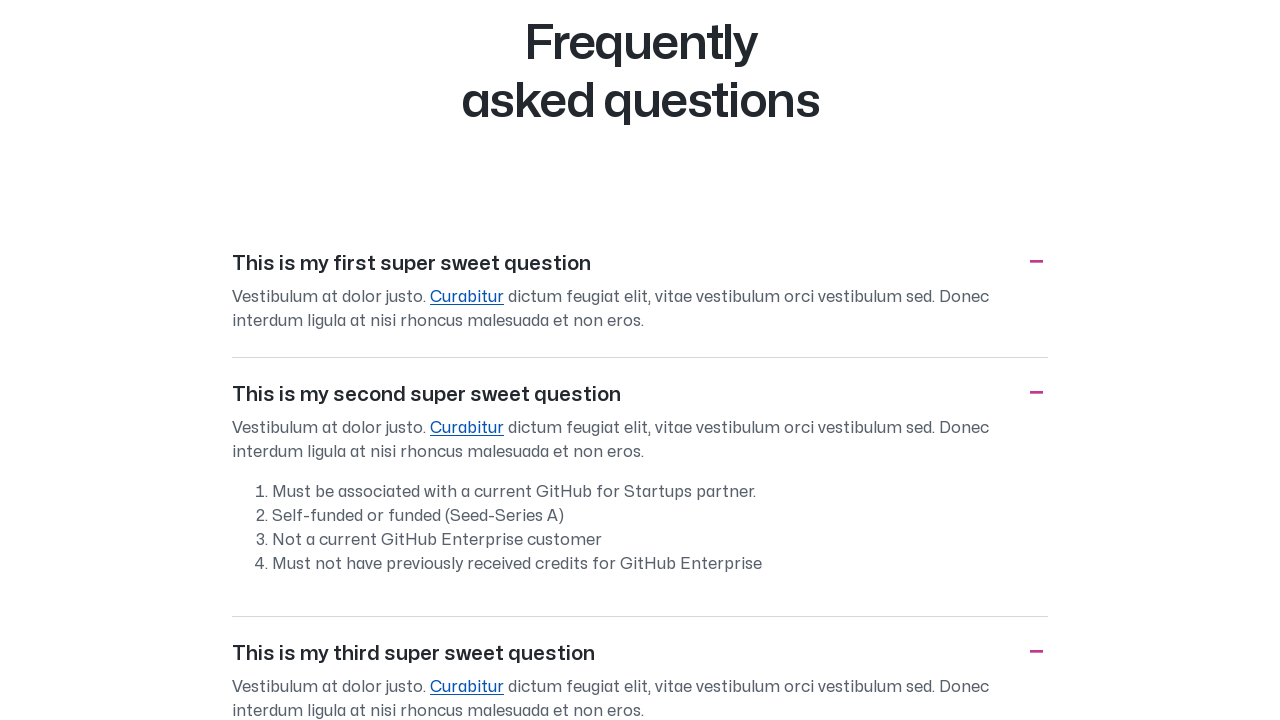 Frequently
asked questions
This is my first super sweet question
Vestibulum at dolor justo. Curabitur dictum feugiat elit, vitae vestibulum orci vestibulum sed. Donec
interdum ligula at nisi rhoncus malesuada et non eros.
This is my second super sweet question
Vestibulum at dolor justo. Curabitur dictum feugiat elit, vitae vestibulum orci vestibulum sed. Donec
interdum ligula at nisi rhoncus malesuada et non eros.
1. Must be associated with a current GitHub for Startups partner.
2. Self-funded or funded (Seed-Series A)
3. Not a current GitHub Enterprise customer
4. Must not have previously received credits for GitHub Enterprise
This is my third super sweet question
Vestibulum at dolor justo. Curabitur dictum feugiat elit, vitae vestibulum orci vestibulum sed. Donec
interdum ligula at nisi rhoncus malesuada et non eros.